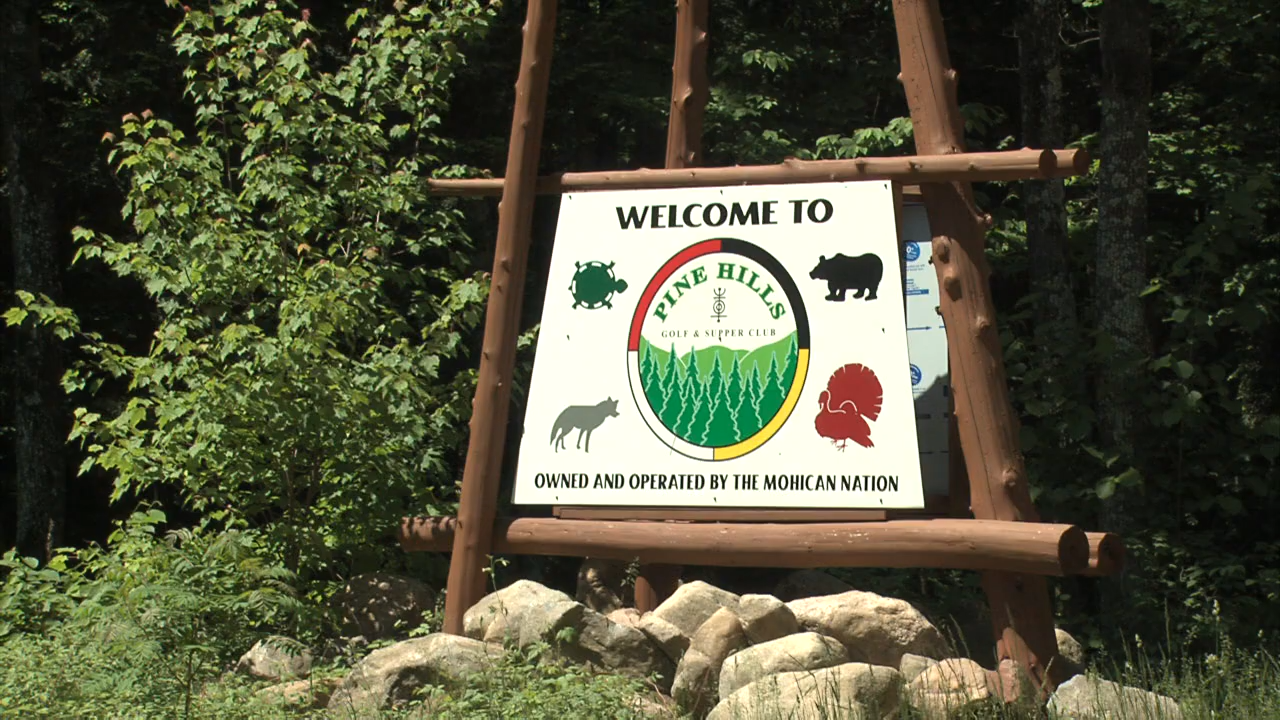 WELCOME TO
PINE HILLS
GOLF & SUPPER CLUB
OWNED AND OPERATED BY THE MOHICAN NATION